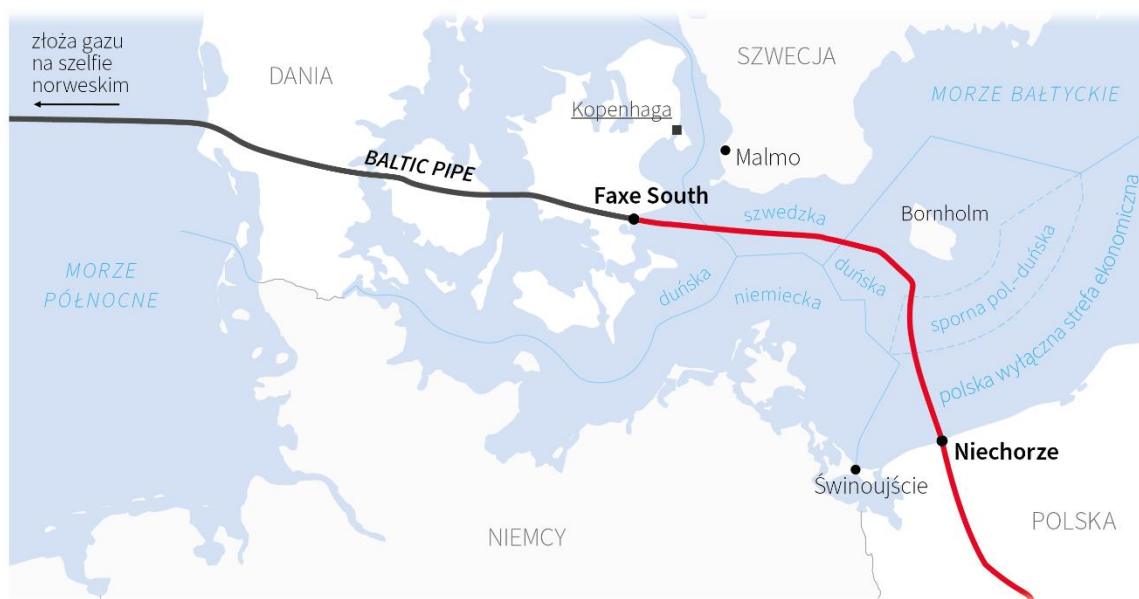 złoża gazu
na szelfie
norweskim
DANIA
SZWECJA
MORZE BAŁTYCKIE
Kopenhaga
Malmo
BALTIC PIPE
Faxe South
szwedzka
Bornholm
MORZE
PÓŁNOCNE
duńska
niemiecka
duńska
sporna pol.-duńska
polska wyłączna strefa ekonomiczna
Niechorze
Świnoujście
NIEMCY
POLSKA